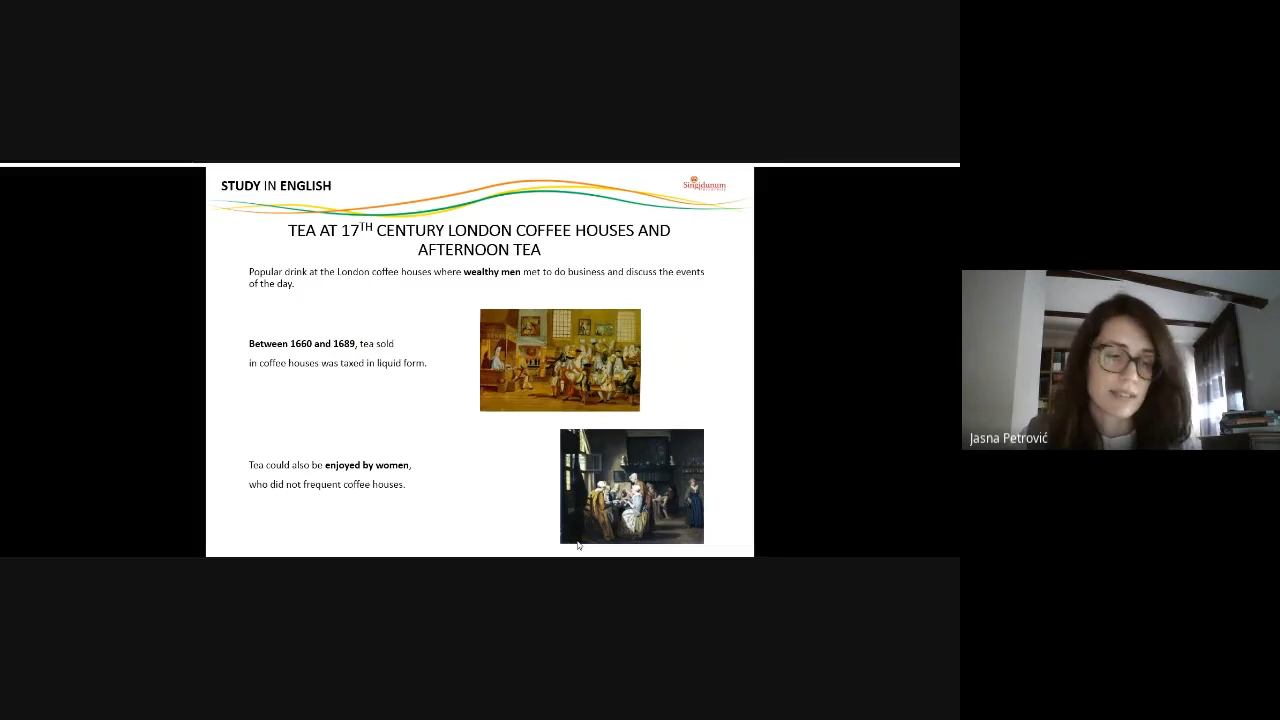 STUDY IN ENGLISH
Singidunum
TEA AT 17TH CENTURY LONDON COFFEE HOUSES AND
AFTERNOON TEA
Popular drink at the London coffee houses where wealthy men met to do business and discuss the events
of the day.
Between 1660 and 1689, tea sold
in coffee houses was taxed in liquid form.
Tea could also be enjoyed by women,
who did not frequent coffee houses.
Jasna Petrović